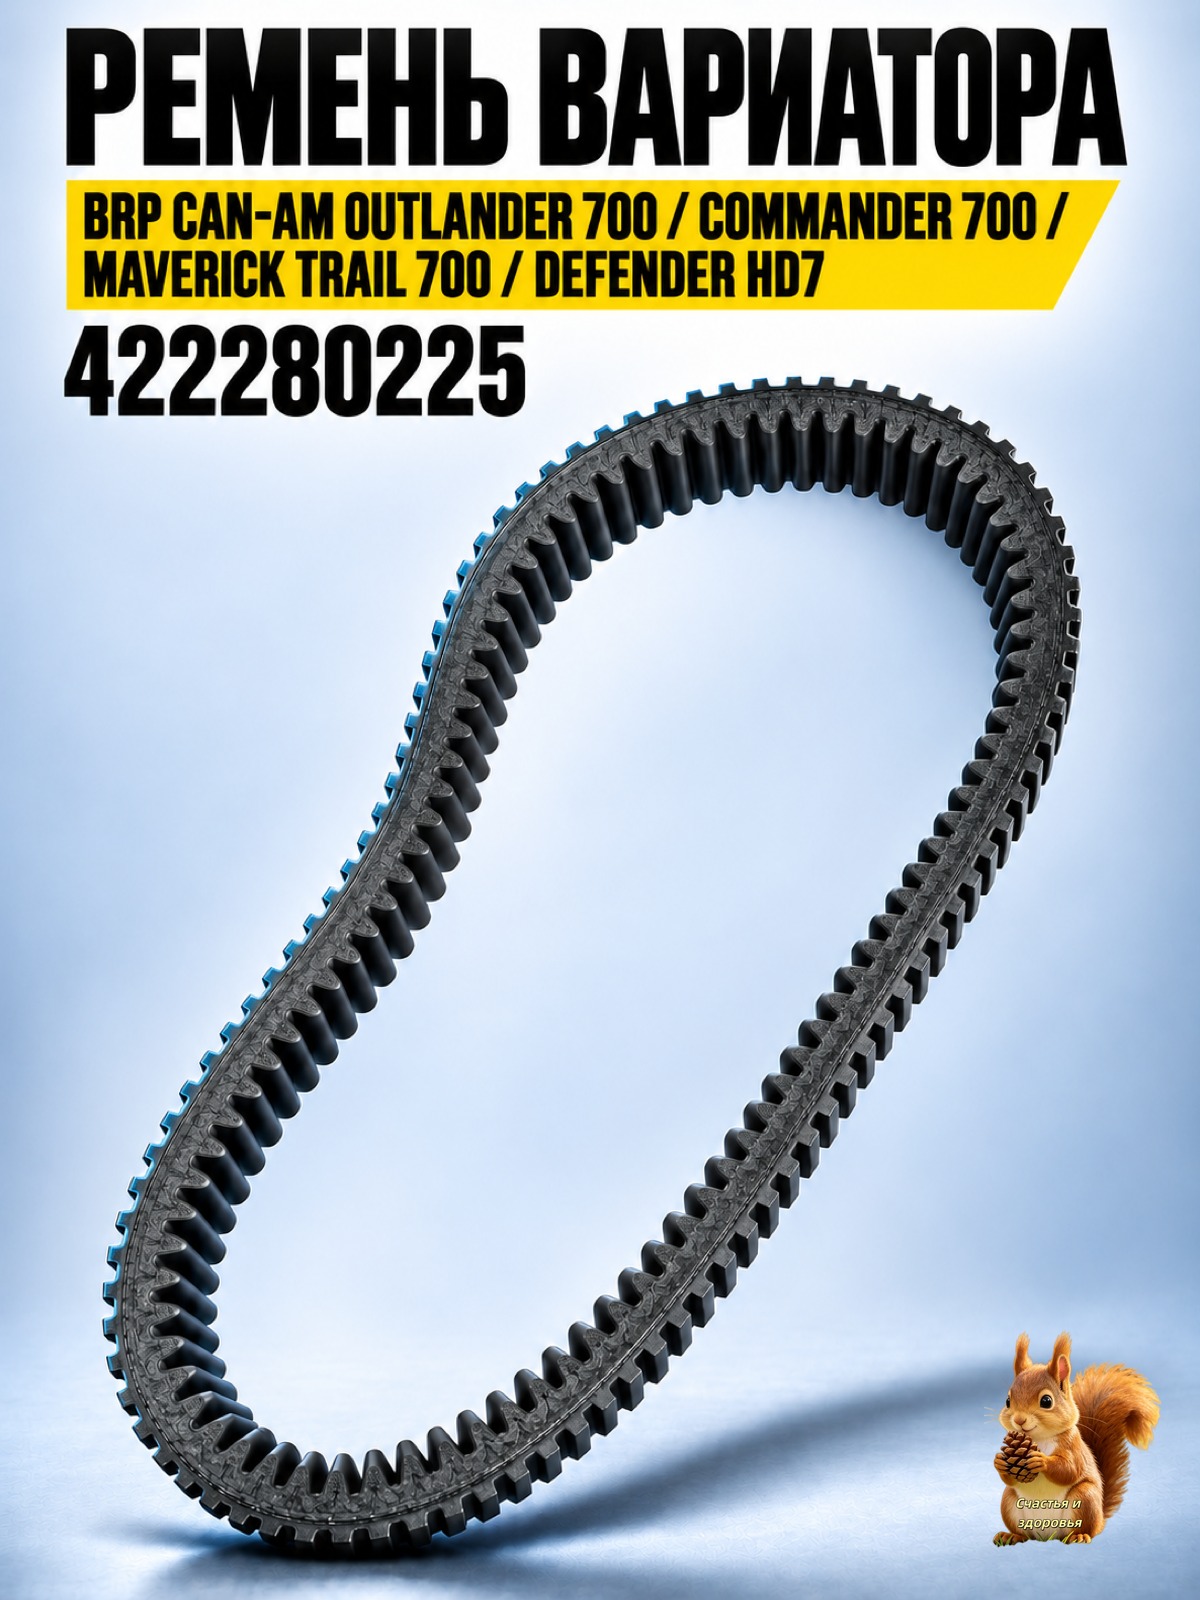 РЕМЕНЬ ВАРИАТОРА
BRP CAN-AM OUTLANDER 700 / COMMANDER 700 /
MAVERICK TRAIL 700 / DEFENDER HD7
422280225
Счастья и
здоровья